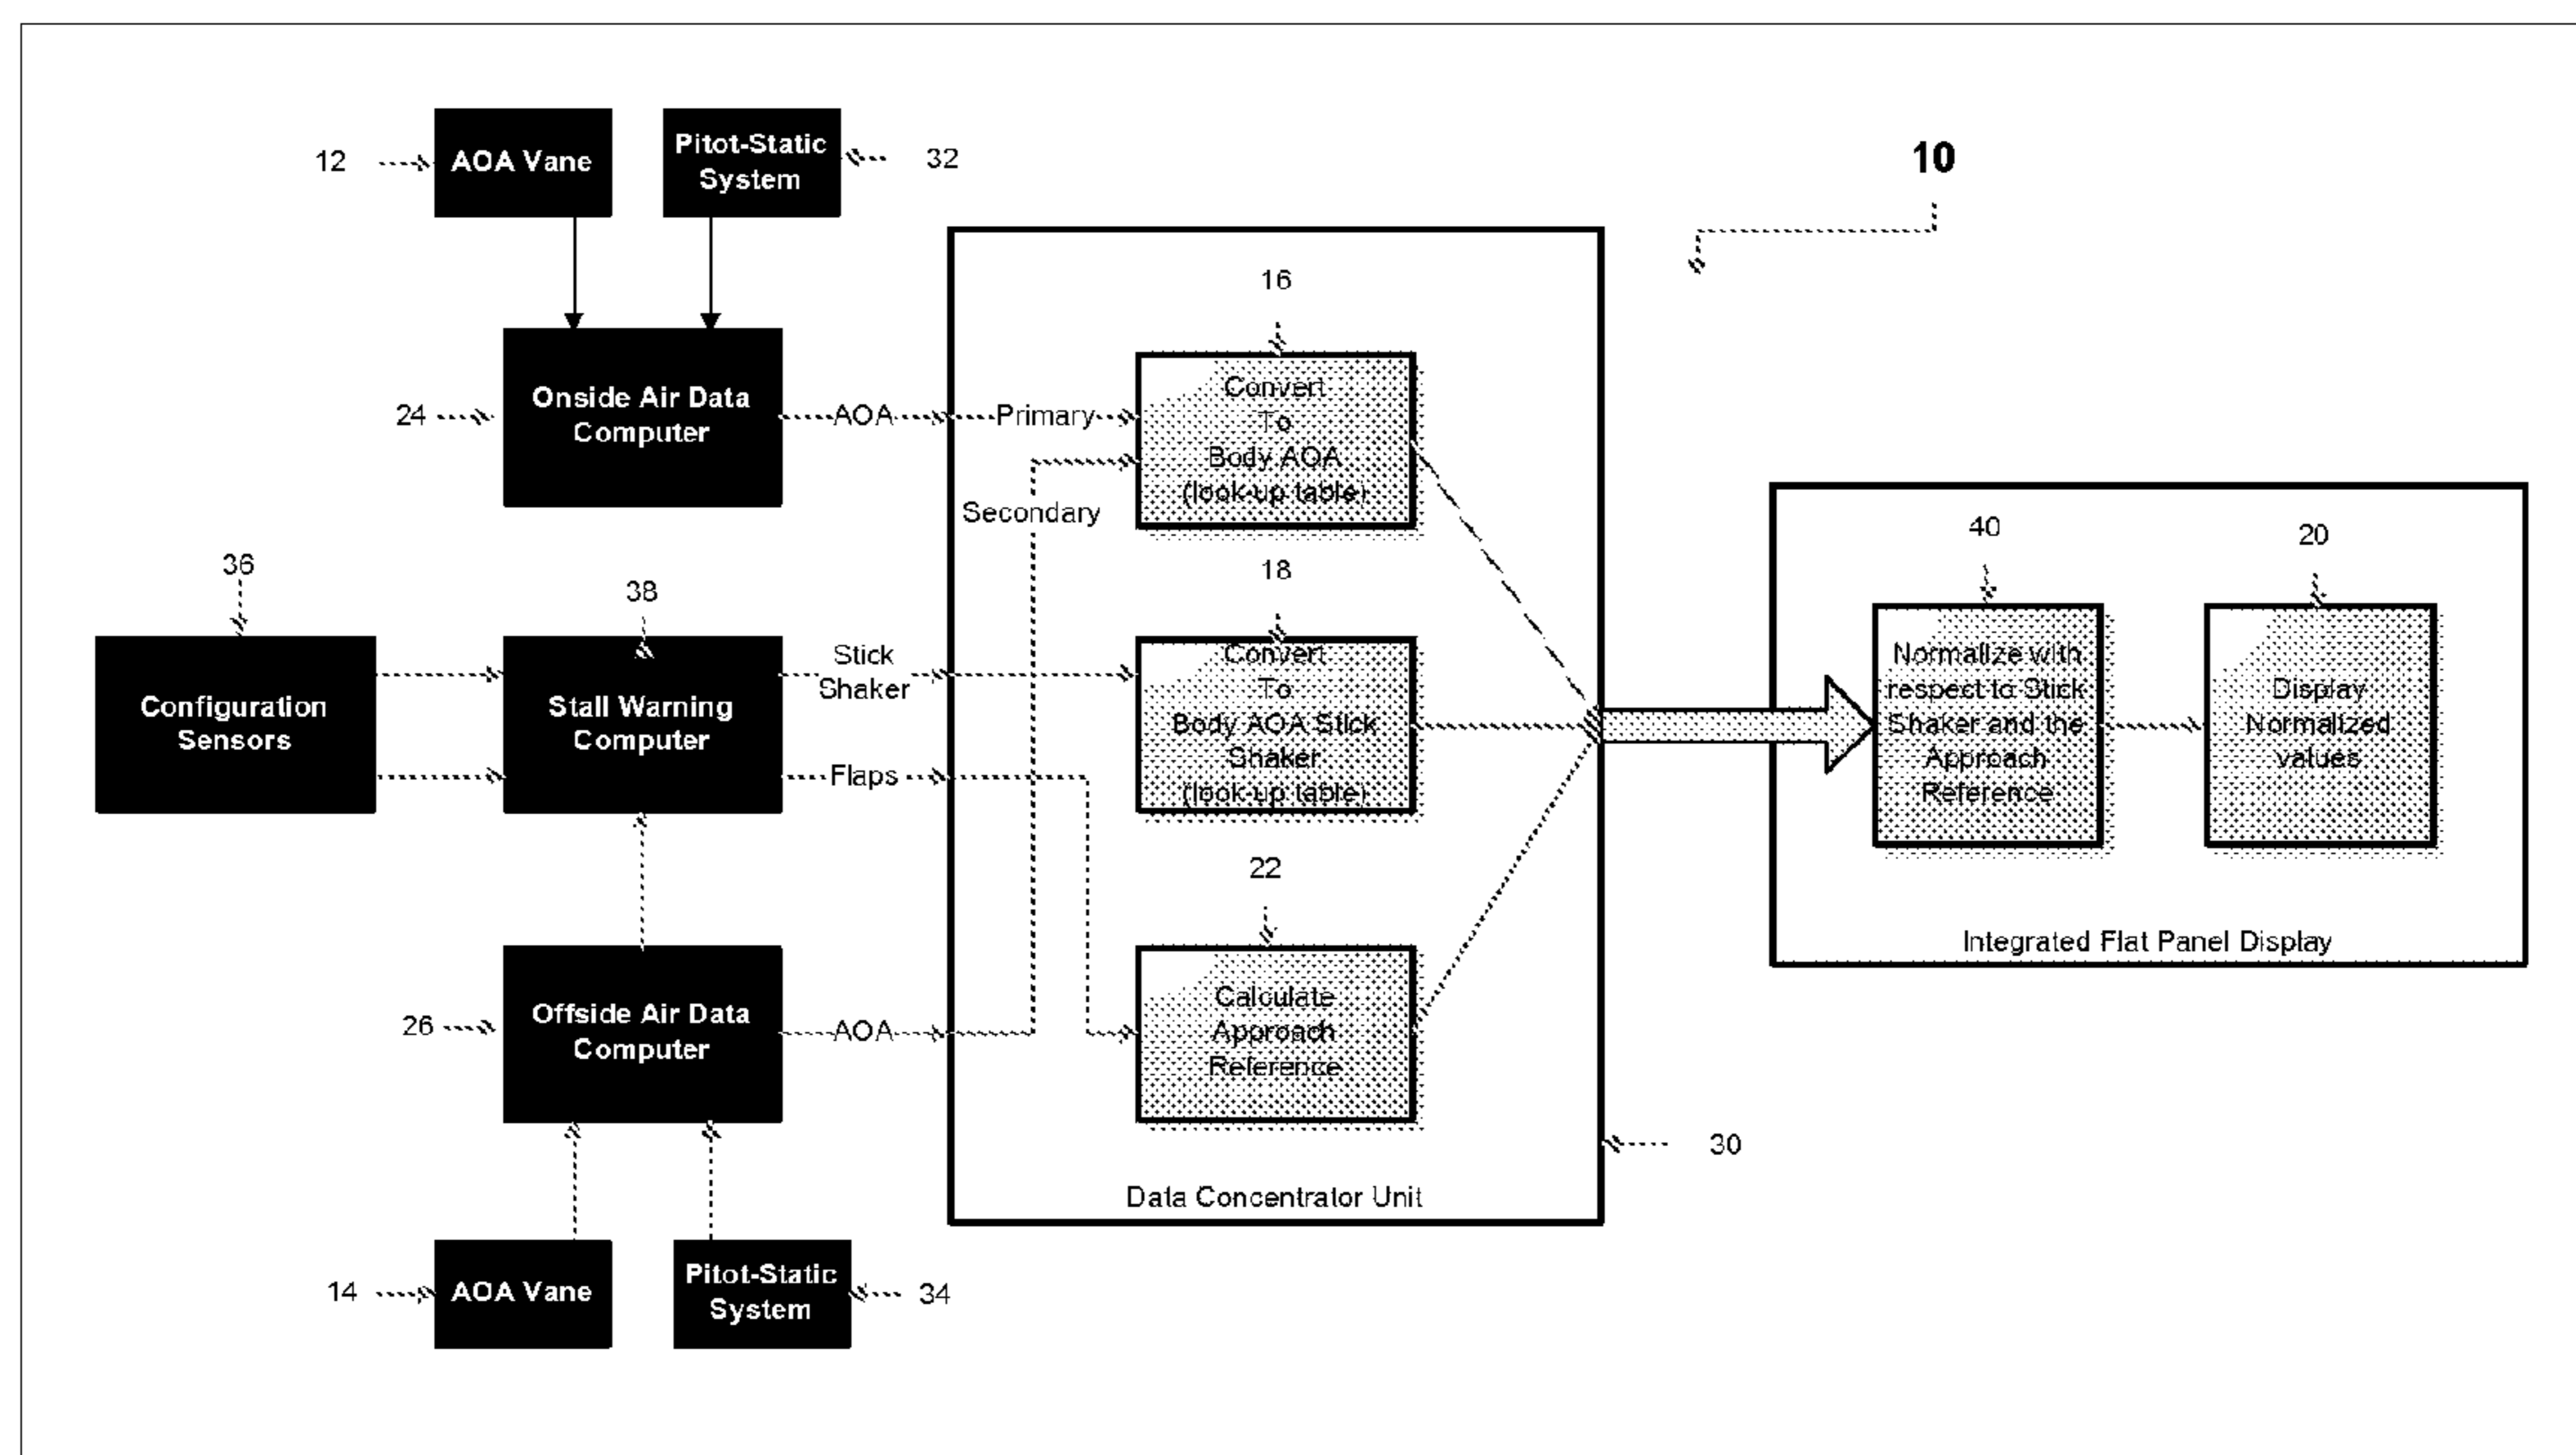 12
AOA Vane
Pitot-Static
System
32
10
16
24
Onside Air Data
Computer
AOA
Primary
Convert
To
Body AOA
(look-up table)
Secondary
36
38
18
40
20
Configuration
Sensors
Stall Warning
Computer
Stick
Shaker
Flaps
Convert
To
Body AOA Stick
Shaker
(look-up table)
Normalize with
respect to Stick
Shaker and the
Approach
Reference
Display
Normalized
values
Integrated Flat Panel Display
22
26
Offside Air Data
Computer
AOA
Calculate
Approach
Reference
30
Data Concentrator Unit
14
AOA Vane
Pitot-Static
System
34